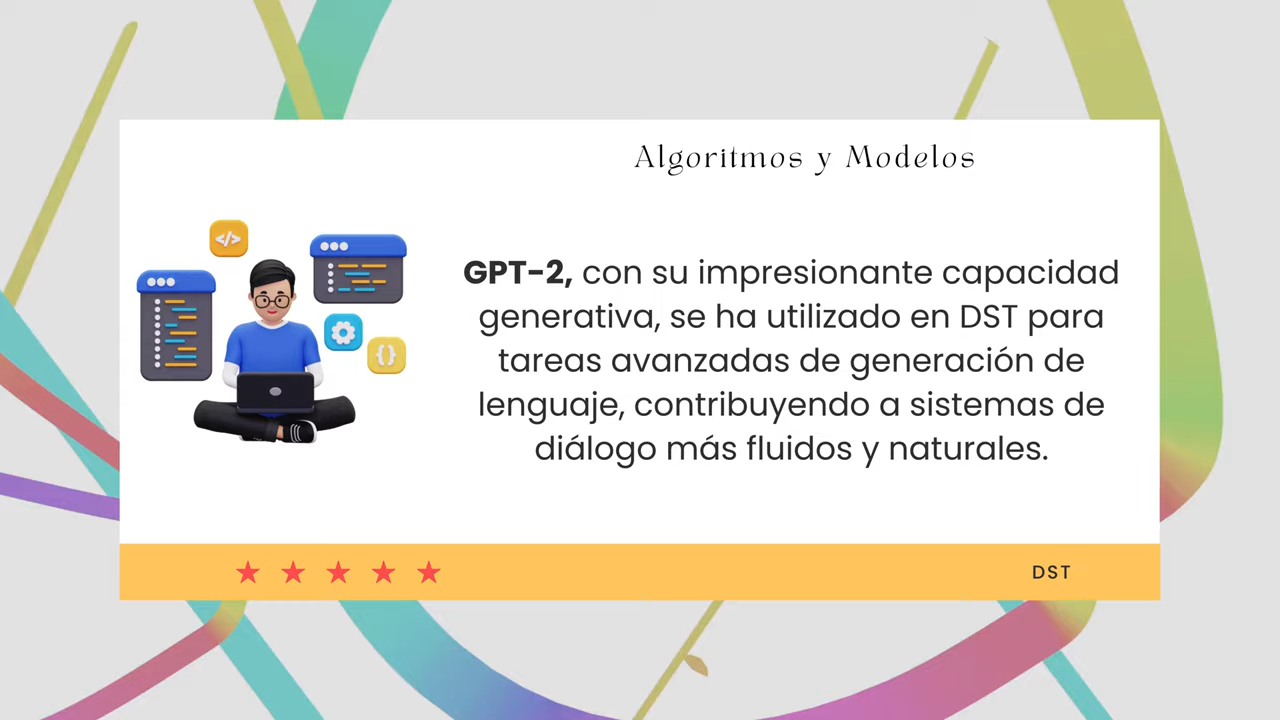 Algoritmos y Modelos
GPT-2, con su impresionante capacidad
generativa, se ha utilizado en DST para
tareas avanzadas de generación de
lenguaje, contribuyendo a sistemas de
diálogo más fluidos y naturales.
DST